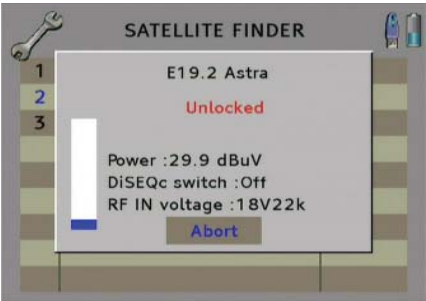 SATELLITE FINDER
1
2
3
E19.2 Astra
Unlocked
Power :29.9 dBuV
DiSEQc switch :Off
RF IN voltage :18V22k
Abort